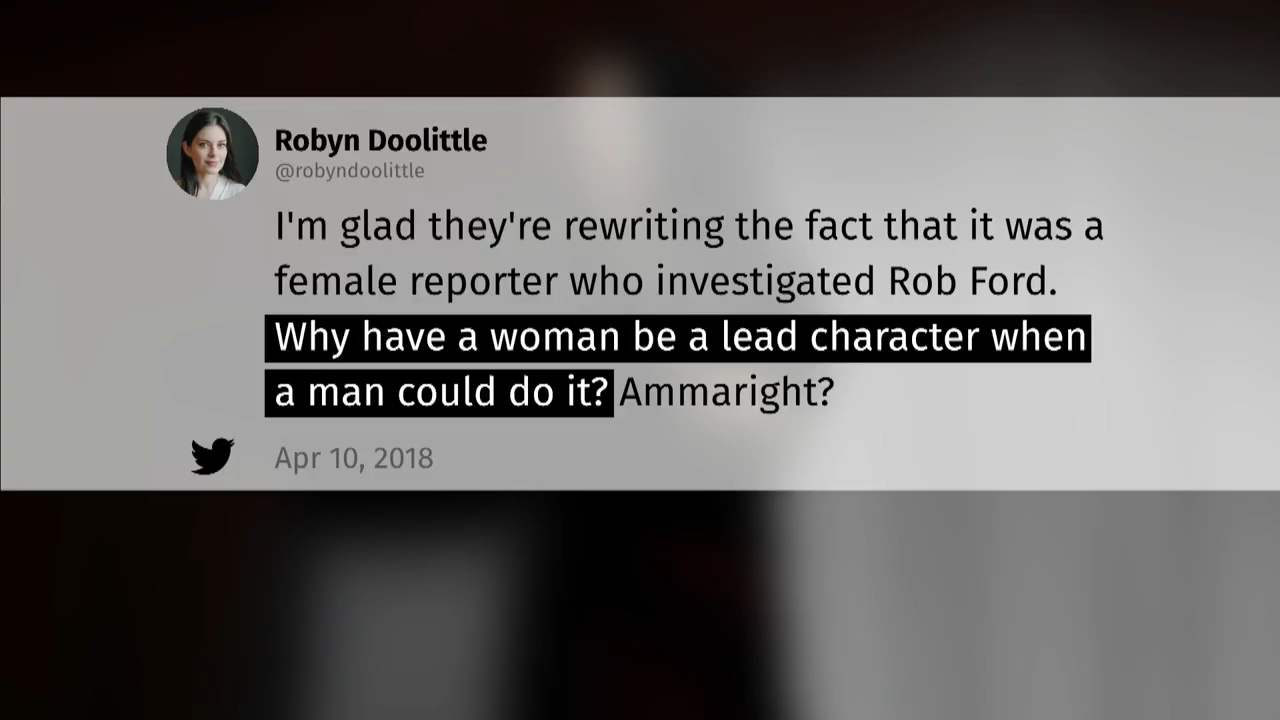 Robyn Doolittle
@robyndoolittle
I'm glad they're rewriting the fact that it was a
female reporter who investigated Rob Ford.
Why have a woman be a lead character when
a man could do it? Ammaright?
Apr 10, 2018